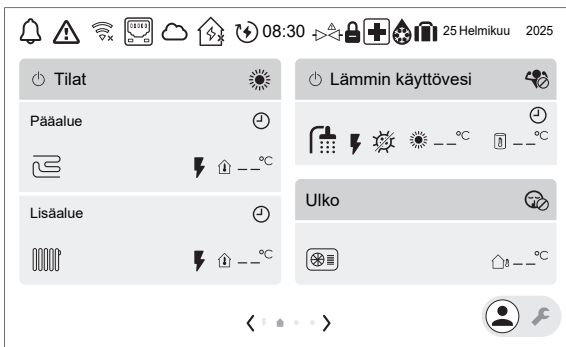 08:30 25 Helmikuu 2025
Tilat
Pääalue
– –°C
Lisäalue
– –°C
Lämmin käyttövesi
– –°C – –°C
Ulko
– –°C